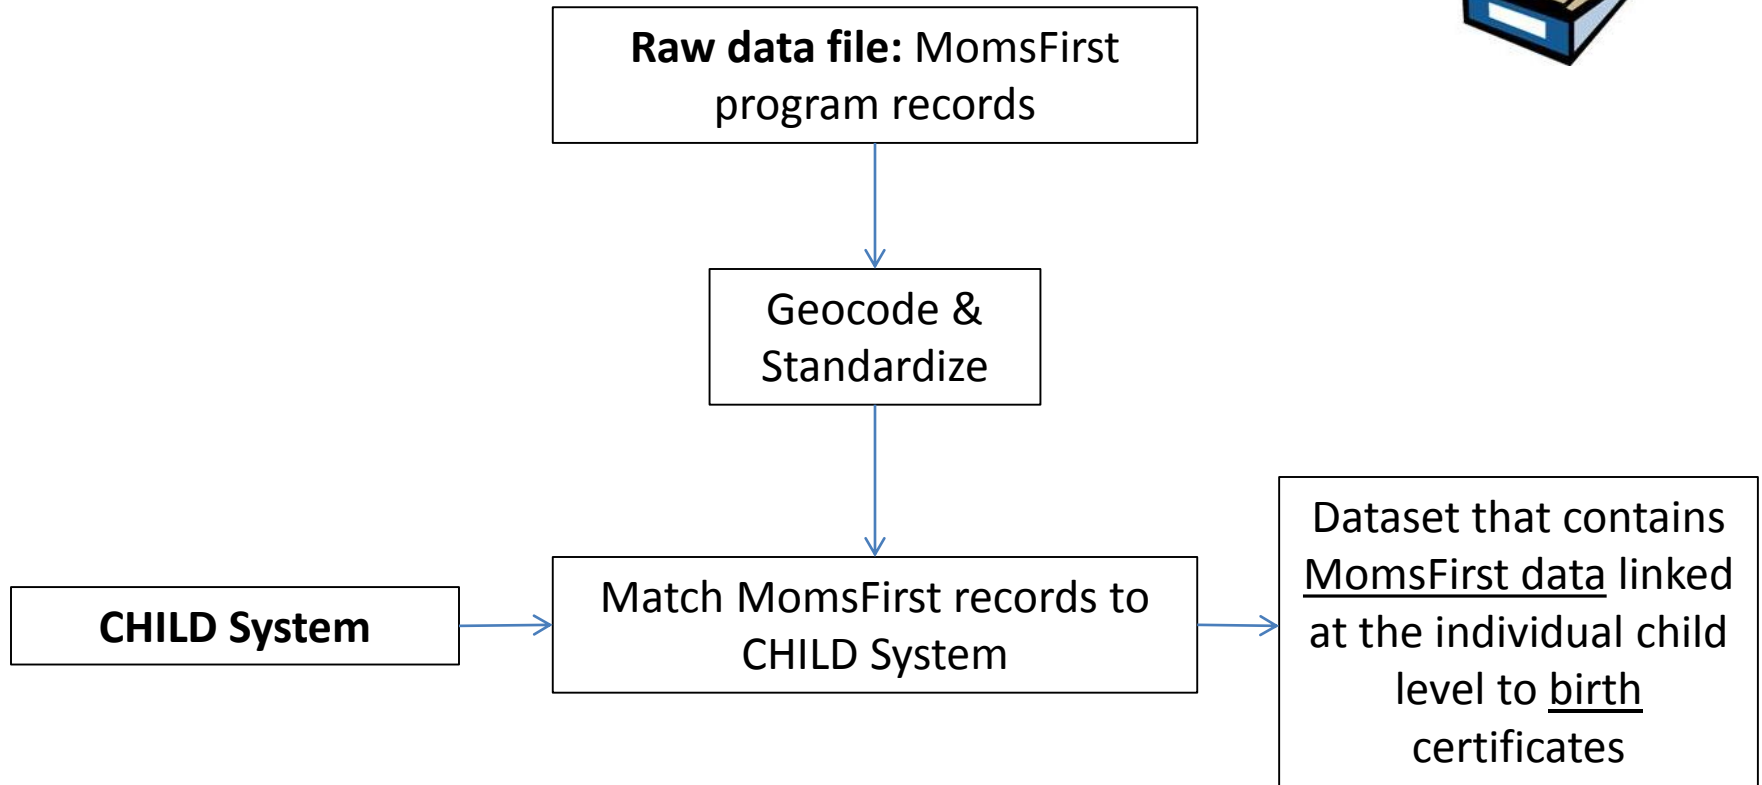 Raw data file: MomsFirst
program records
Geocode &
Standardize
CHILD System
Match MomsFirst records to
CHILD System
Dataset that contains
MomsFirst data linked
at the individual child
level to birth
certificates